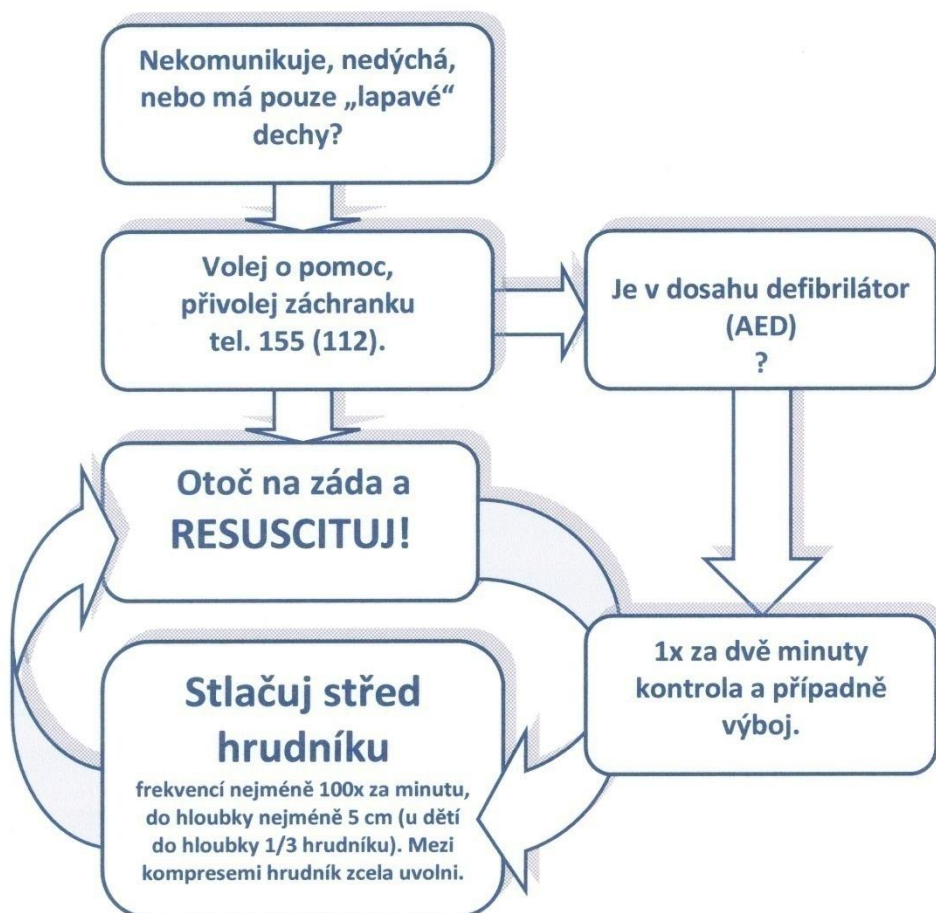 Nekomunikuje, nedýchá,
nebo má pouze „lapavé“
dechy?
Volej o pomoc,
přivolej záchranku
tel. 155 (112).
Je v dosahu defibrilátor
(AED)
?
Otoč na záda a
RESUSCITUJ!
1x za dvě minuty
kontrola a případně
výboj.
Stlačuj střed
hrudníku
frekvencí nejméně 100x za minutu,
do hloubky nejméně 5 cm (u dětí
do hloubky 1/3 hrudníku). Mezi
kompresemi hrudník zcela uvolni.